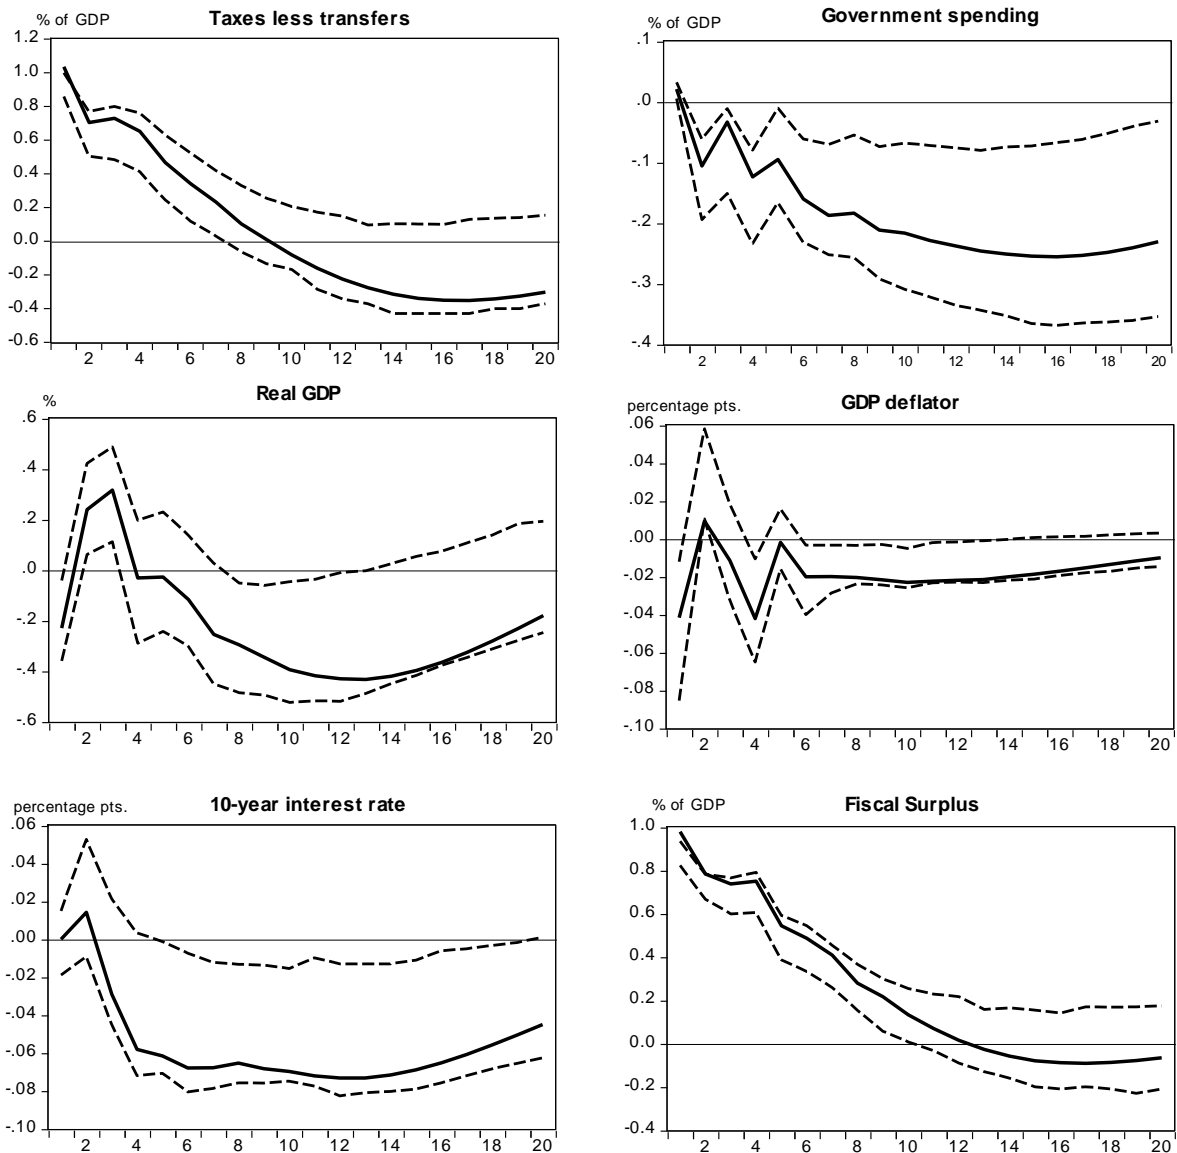 Taxes less transfers
% of GDP
1.2
1.0
0.8
0.6
0.4
0.2
0.0
-0.2
-0.4
-0.6
2 4 6 8 10 12 14 16 18 20
Government spending
% of GDP
.1
.0
-.1
-.2
-.3
-.4
2 4 6 8 10 12 14 16 18 20
Real GDP
%
.6
.4
.2
.0
-.2
-.4
-.6
2 4 6 8 10 12 14 16 18 20
GDP deflator
percentage pts.
.06
.04
.02
.00
-.02
-.04
-.06
-.08
-.10
2 4 6 8 10 12 14 16 18 20
10-year interest rate
percentage pts.
.06
.04
.02
.00
-.02
-.04
-.06
-.08
-.10
2 4 6 8 10 12 14 16 18 20
Fiscal Surplus
% of GDP
1.0
0.8
0.6
0.4
0.2
0.0
-0.2
-0.4
2 4 6 8 10 12 14 16 18 20